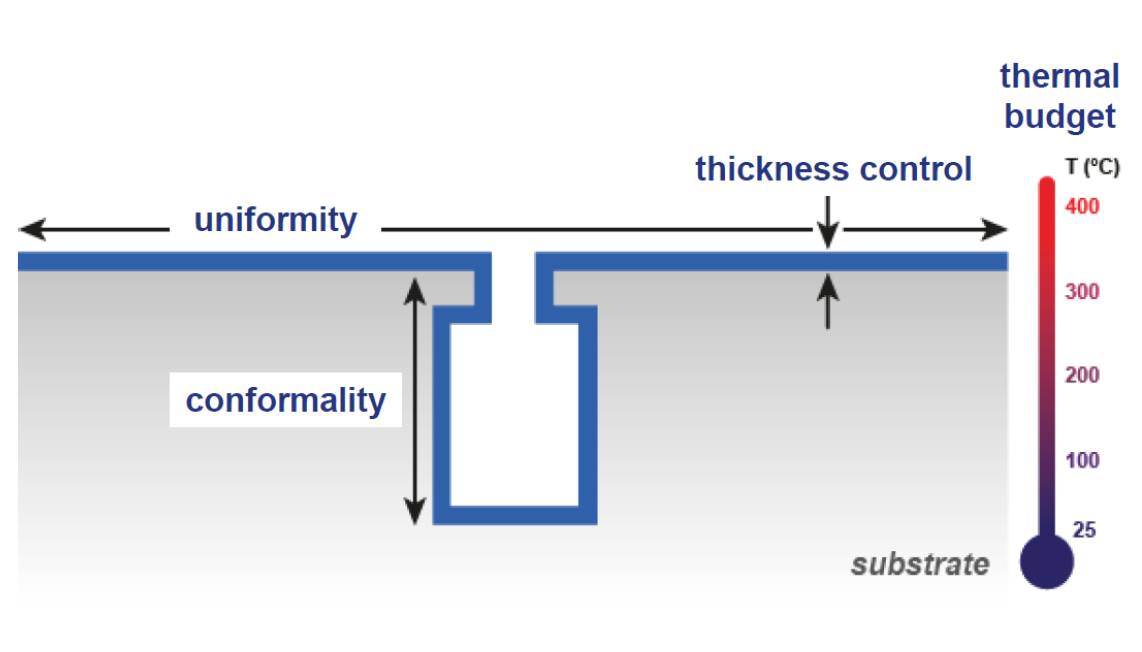 thermal
budget
thickness control
T (ºC)
uniformity
400
300
conformality
200
100
25
substrate